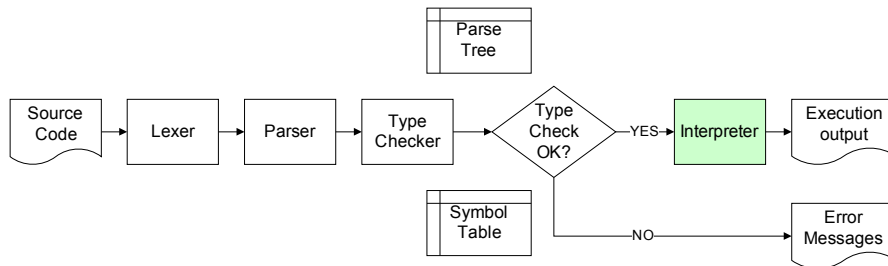 Parse
Tree
Source
Code
Lexer
Parser
Type
Checker
Type
Check
OK?
YES
Interpreter
Execution
output
Symbol
Table
NO
Error
Messages